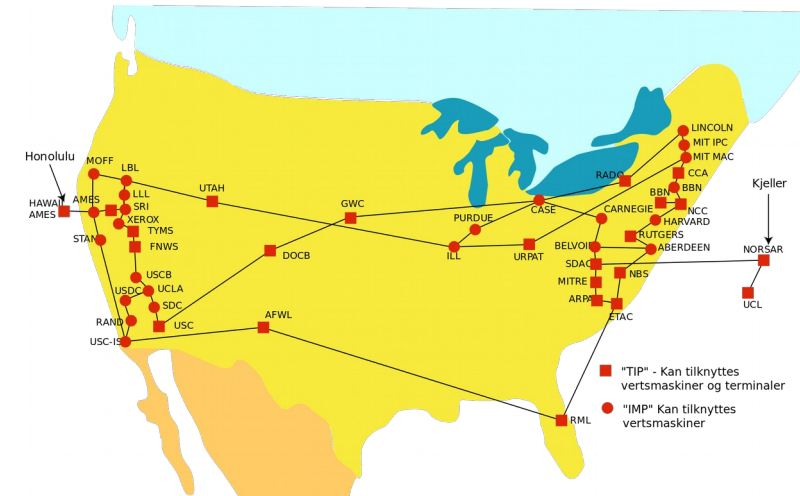 LINCOLN
MIT IPC
MIT MAC
Honolulu
MOFF
LBL
RADC
CCA
Kjeller
LLL
UTAH
BBN
BBN
HAWAII
AMES
AMES
SRI
GWC
CASE
CARNEGIE
NCC
XEROX
PURDUE
HARVARD
TYMS
STAN
RUTGERS
FNWS
BELVOIR
ABERDEEN
NORSAR
DOCB
ILL
URPAT
SDAC
USCB
NBS
MITRE
USDC
UCLA
ARPA
UCL
SDC
ETAC
RAND
USC
AFWL
USC-ISI
"TIP" - Kan tilknyttes
vertsmaskiner og terminaler
"IMP" Kan tilknyttes
vertsmaskiner
RML